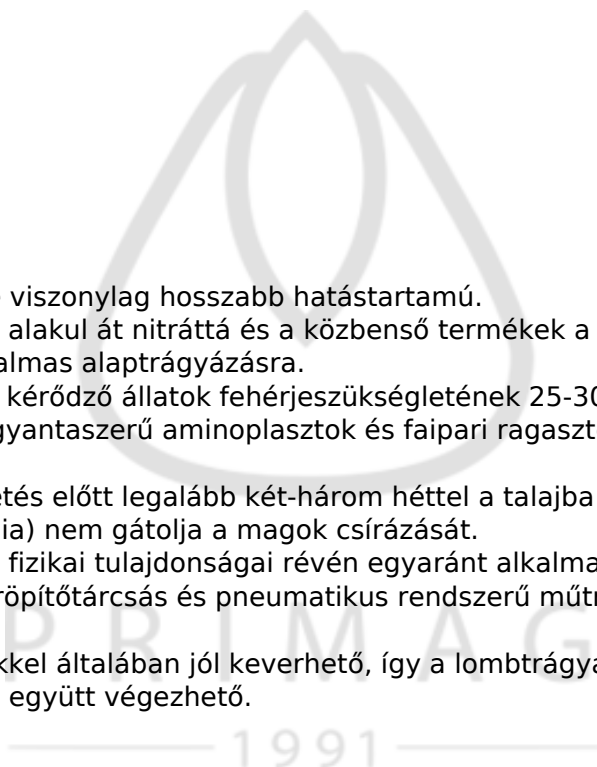 viszonylag hosszabb hatástartamú.
alakul át nitráttá és a közbenső termékek a
almas alaptrágyázásra.
kérődző állatok fehérjeszükségletének 25-30
gyantaszerű aminoplasztok és faipari ragaszt
etés előtt legalább két-három héttel a talajba
ia) nem gátolja a magok csírázását.
fizikai tulajdonságai révén egyaránt alkalma
röpítőtárcsás és pneumatikus rendszerű műtr
kkel általában jól keverhető, így a lombtrágya
együtt végezhető.
PRIMAG
1991